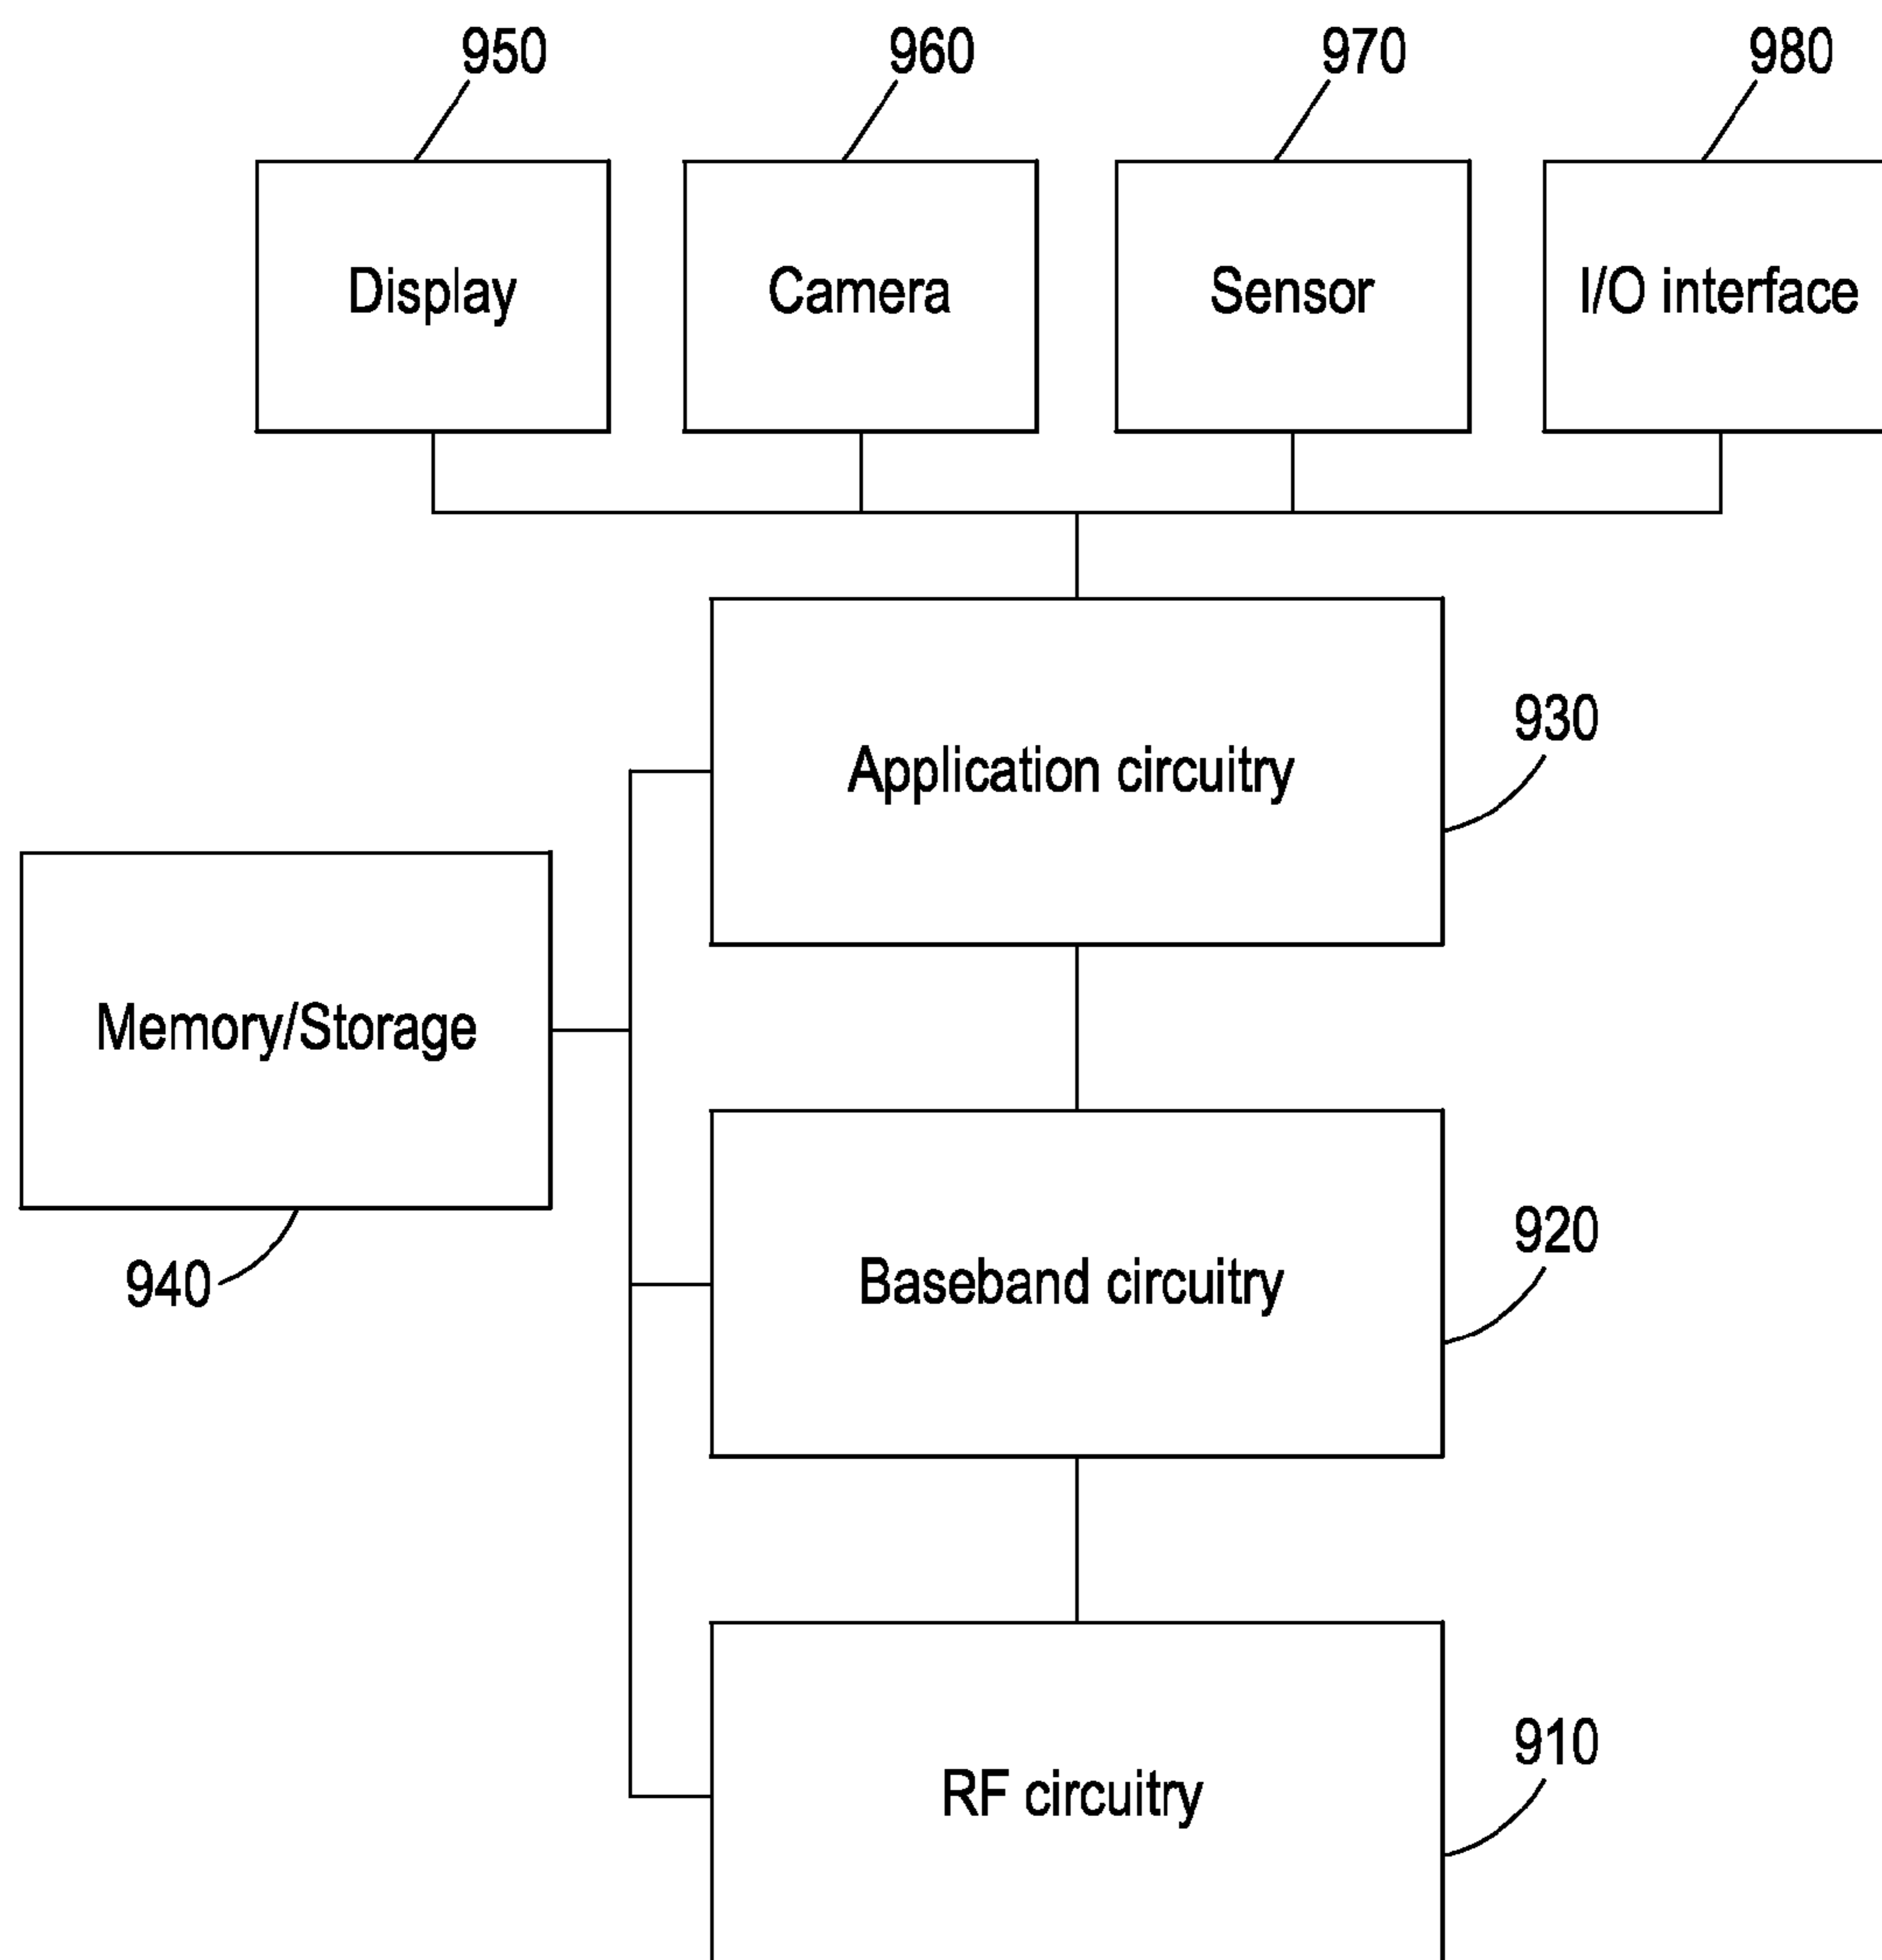 950 960 970 980
Display Camera Sensor I/O interface
930
Application circuitry
Memory/Storage
940
920
Baseband circuitry
910
RF circuitry